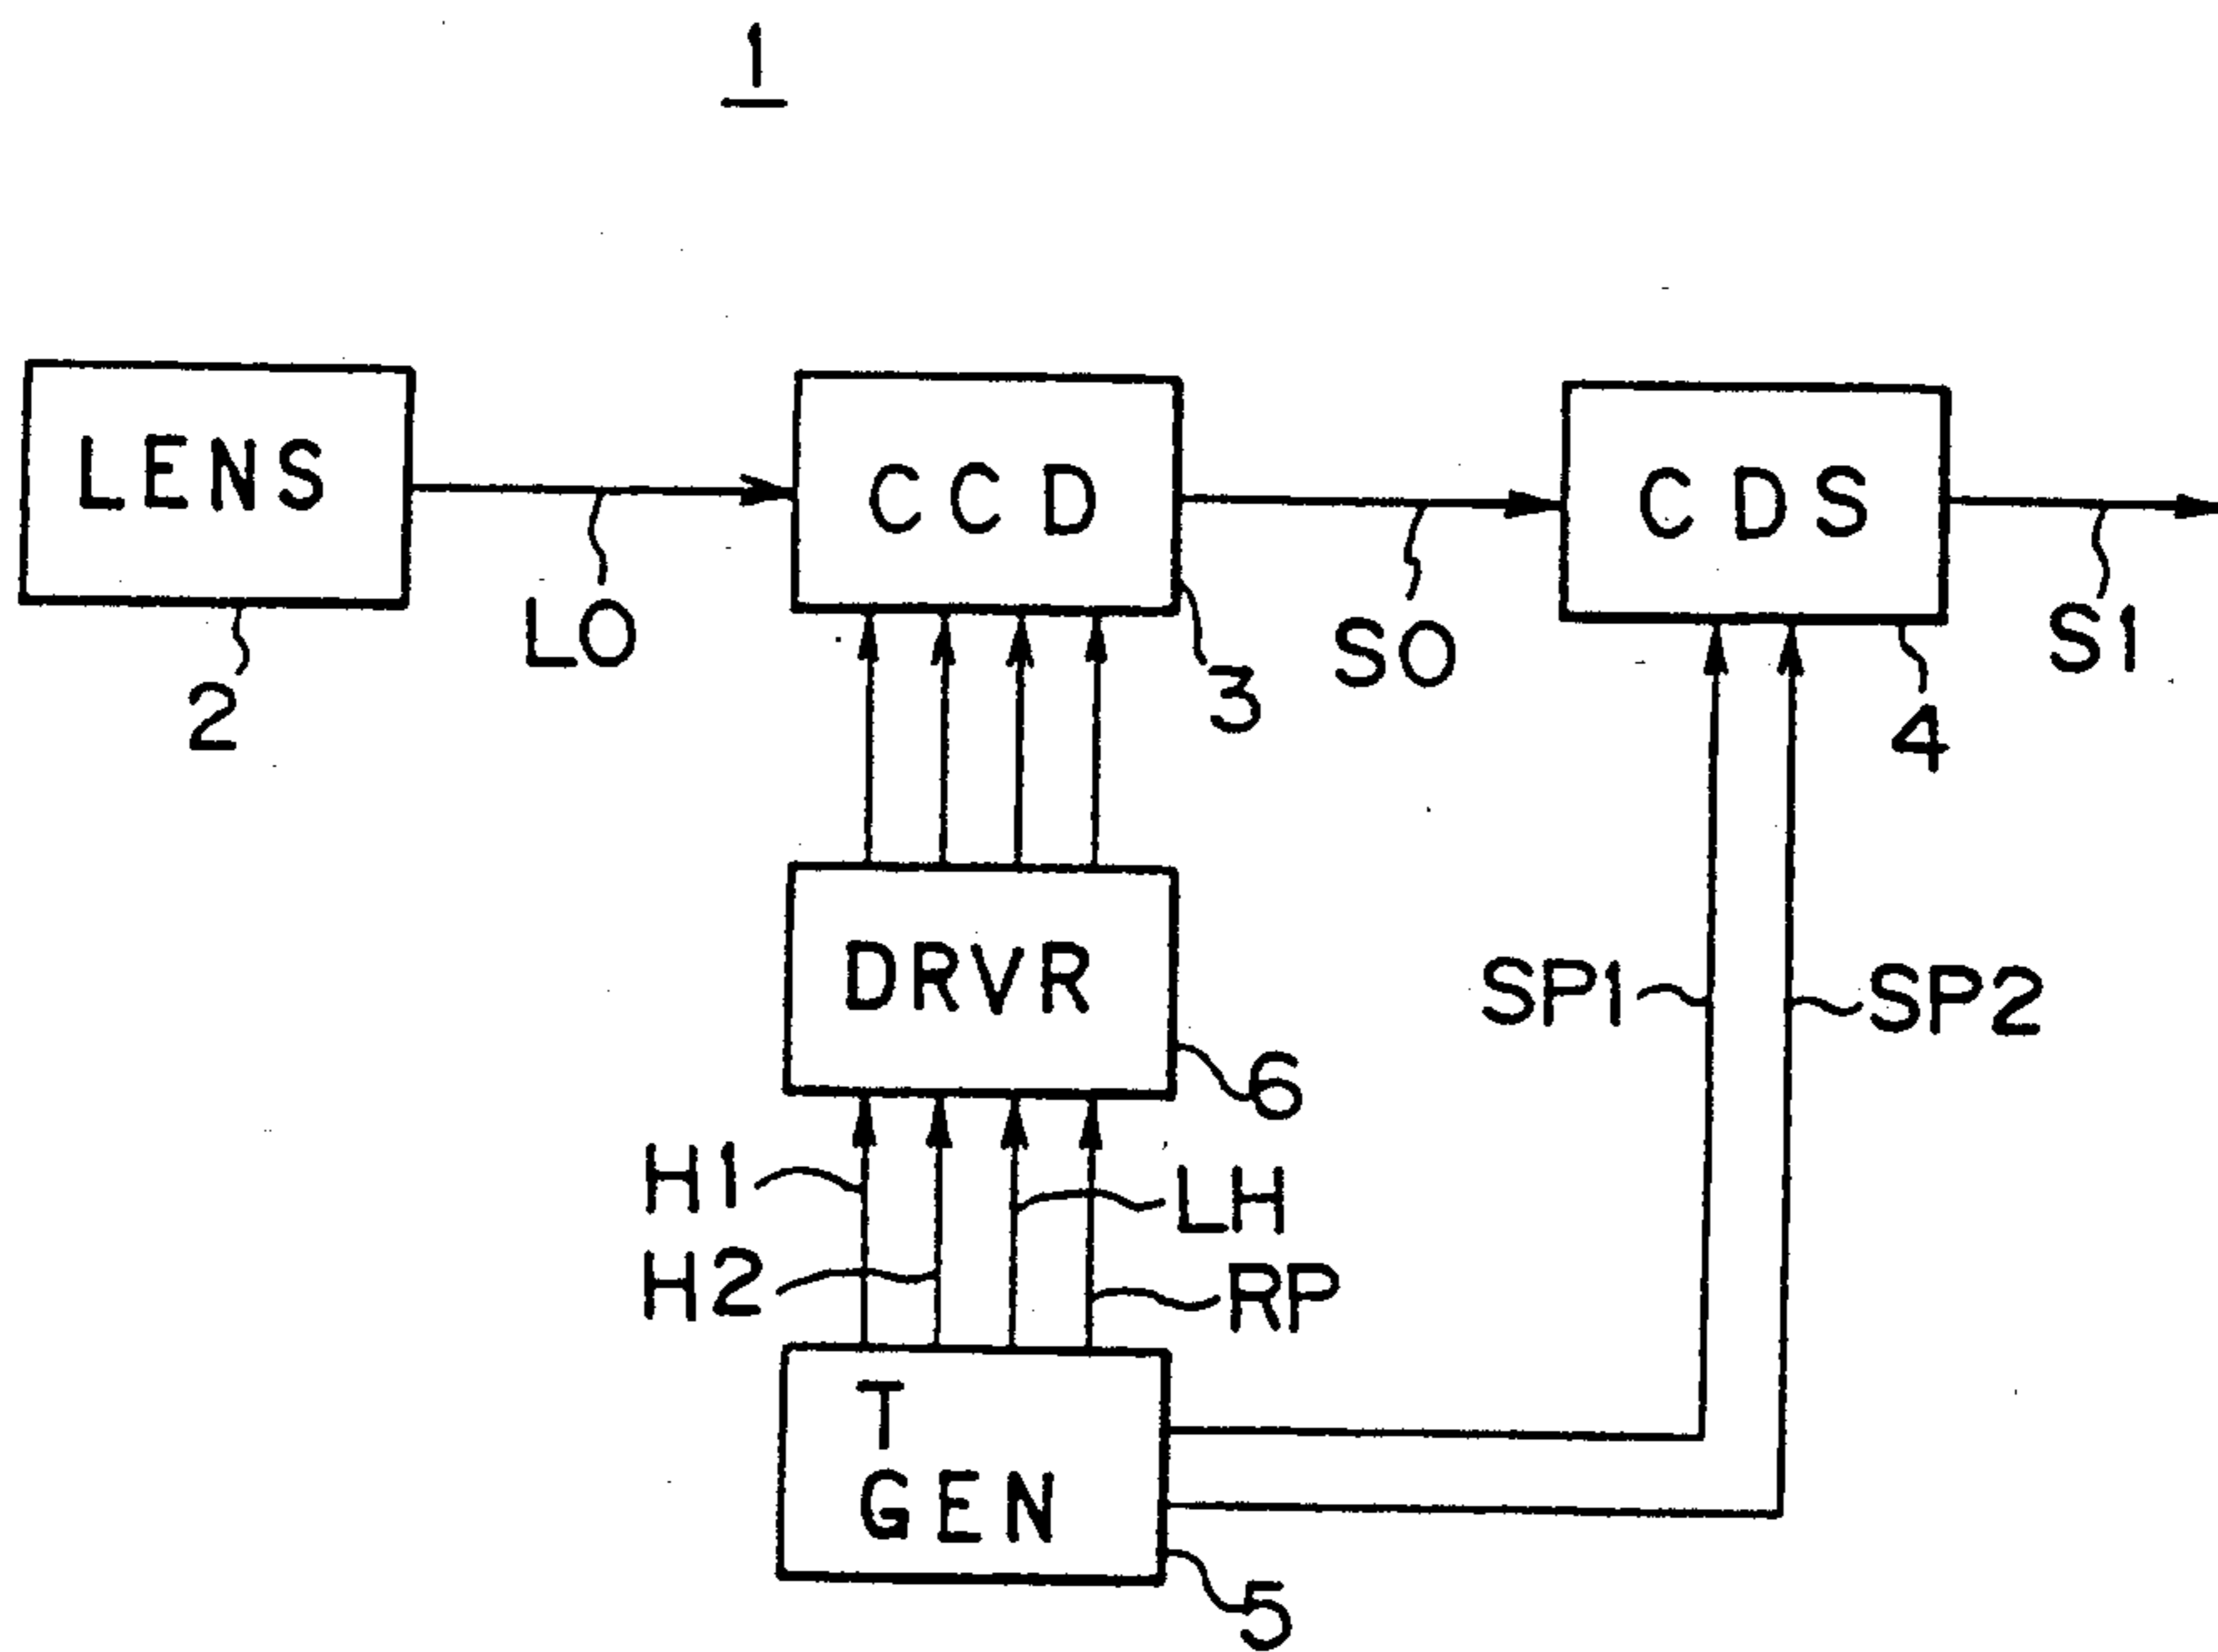 1
LENS
CCD
CDS
LO
SO
S1
2
3
4
DRVR
SP1
SP2
6
H1
LH
H2
RP
T
GEN
5